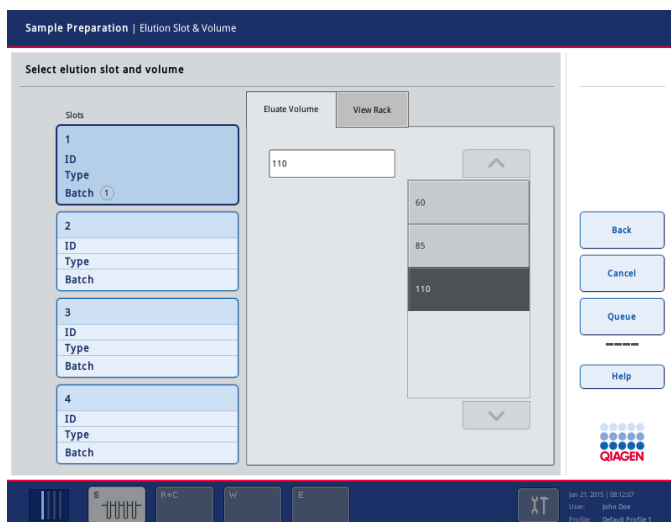 Sample Preparation | Elution Slot & Volume
Select elution slot and volume
Slots
1
ID
Type
Batch 1
2
ID
Type
Batch
3
ID
Type
Batch
4
ID
Type
Batch
Eluate Volume
View Rack
110
60
85
110
Back
Cancel
Queue
Help
QIAGEN
S
R+C
W
E
Jan 21, 2015 | 08:12:07
User: John Doe
Profile: Default Profile 1